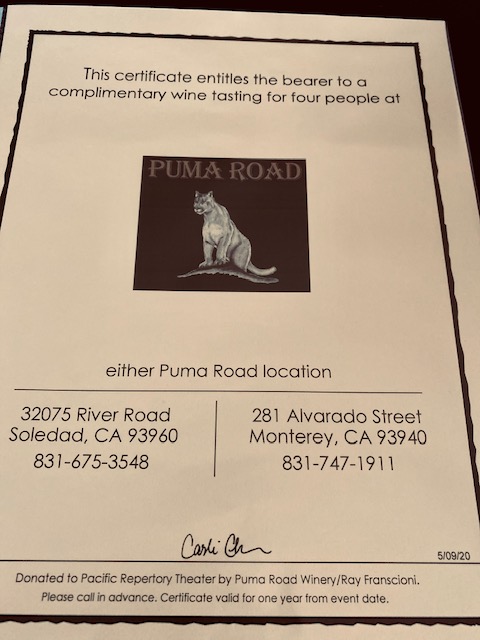 This certificate entitles the bearer to a
complimentary wine tasting for four people at
PUMA ROAD
either Puma Road location
32075 River Road
Soledad, CA 93960
831-675-3548
281 Alvarado Street
Monterey, CA 93940
831-747-1911
5/09/20
Donated to Pacific Repertory Theater by Puma Road Winery/Ray Franscioni.
Please call in advance. Certificate valid for one year from event date.